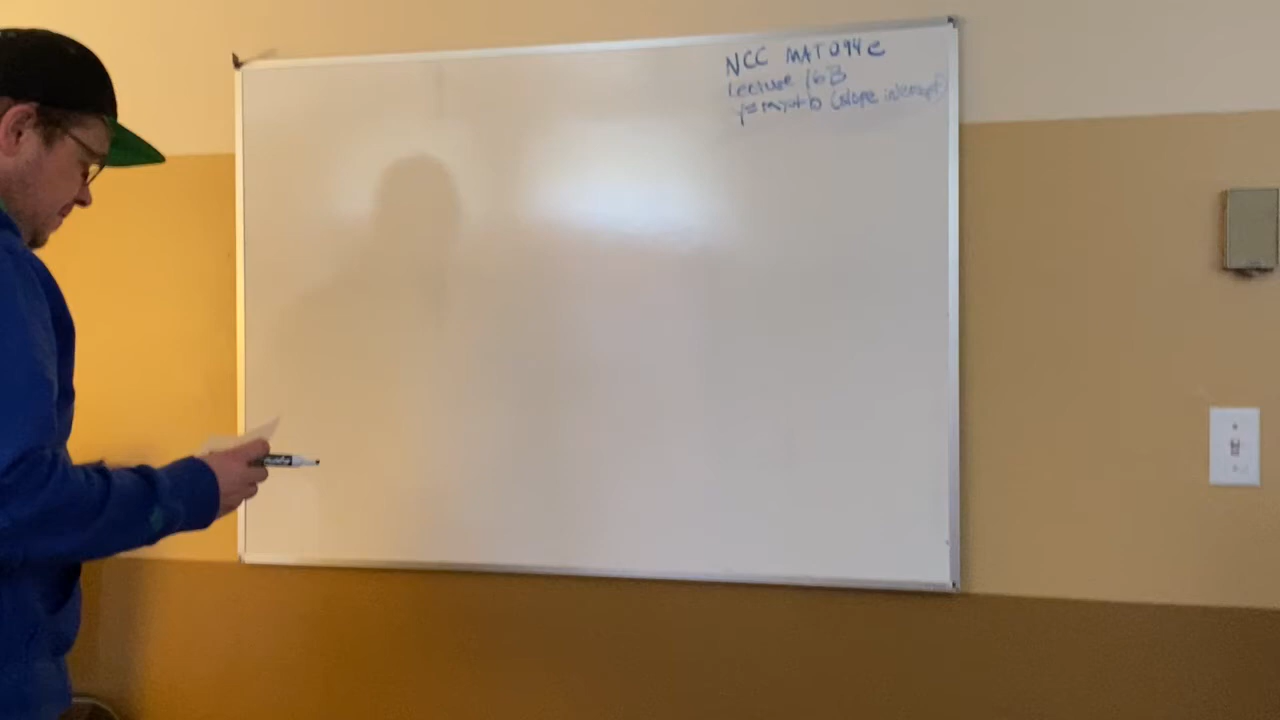 NCC MAT094e
Lecture 16B
y=mx+b (slope intercept)